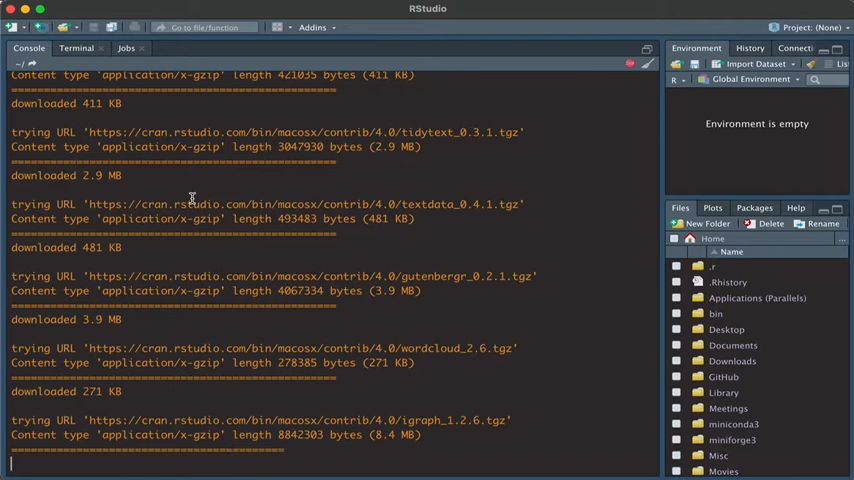 RStudio
Go to file/function
Addins
Project: (None)
Console Terminal Jobs
~/
Content type 'application/x-gzip' length 421035 bytes (411 KB)
==================================================
downloaded 411 KB
trying URL 'https://cran.rstudio.com/bin/macosx/contrib/4.0/tidytext_0.3.1.tgz'
Content type 'application/x-gzip' length 3047930 bytes (2.9 MB)
==================================================
downloaded 2.9 MB
trying URL 'https://cran.rstudio.com/bin/macosx/contrib/4.0/textdata_0.4.1.tgz'
Content type 'application/x-gzip' length 493483 bytes (481 KB)
==================================================
downloaded 481 KB
trying URL 'https://cran.rstudio.com/bin/macosx/contrib/4.0/gutenbergr_0.2.1.tgz'
Content type 'application/x-gzip' length 4067334 bytes (3.9 MB)
==================================================
downloaded 3.9 MB
trying URL 'https://cran.rstudio.com/bin/macosx/contrib/4.0/wordcloud_2.6.tgz'
Content type 'application/x-gzip' length 278385 bytes (271 KB)
==================================================
downloaded 271 KB
trying URL 'https://cran.rstudio.com/bin/macosx/contrib/4.0/igraph_1.2.6.tgz'
Content type 'application/x-gzip' length 8842303 bytes (8.4 MB)
==========================================
Environment History Connecti
Import Dataset Lis
R Global Environment
Environment is empty
Files Plots Packages Help
New Folder Delete Rename
Home ...
Name
.r
.Rhistory
Applications (Parallels)
bin
Desktop
Documents
Downloads
GitHub
Library
Meetings
miniconda3
miniforge3
Misc
Movies